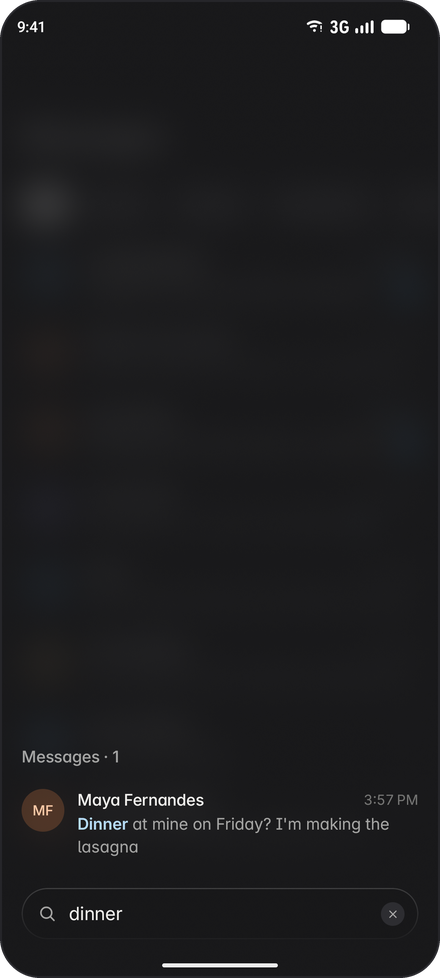 9:41
3G
Messages · 1
MF
Maya Fernandes
3:57 PM
Dinner at mine on Friday? I'm making the
lasagna
dinner